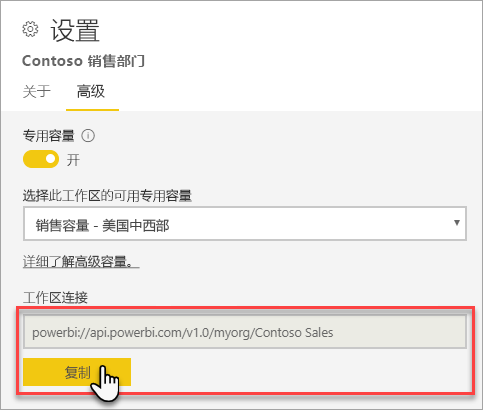 设置
Contoso 销售部门
关于 高级
专用容量
开
选择此工作区的可用专用容量
销售容量 - 美国中西部
详细了解高级容量。
工作区连接
powerbi://api.powerbi.com/v1.0/myorg/Contoso Sales
复制